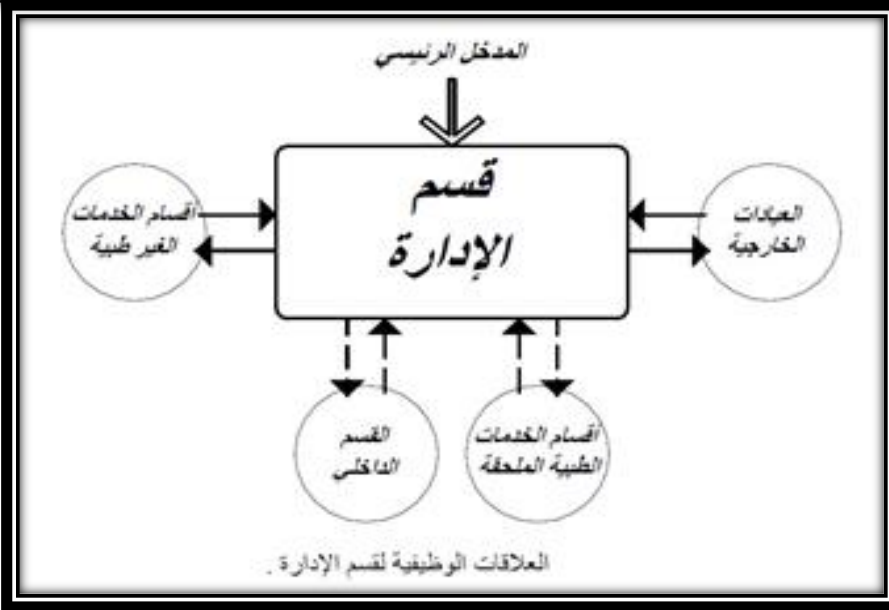 المدخل الرئيسي
قسم
الإدارة
العيادات
الخارجية
أقسام الخدمات
الغير طبية
أقسام الخدمات
الطبية الملحقة
القسم
الداخلي
العلاقات الوظيفية لقسم الإدارة .